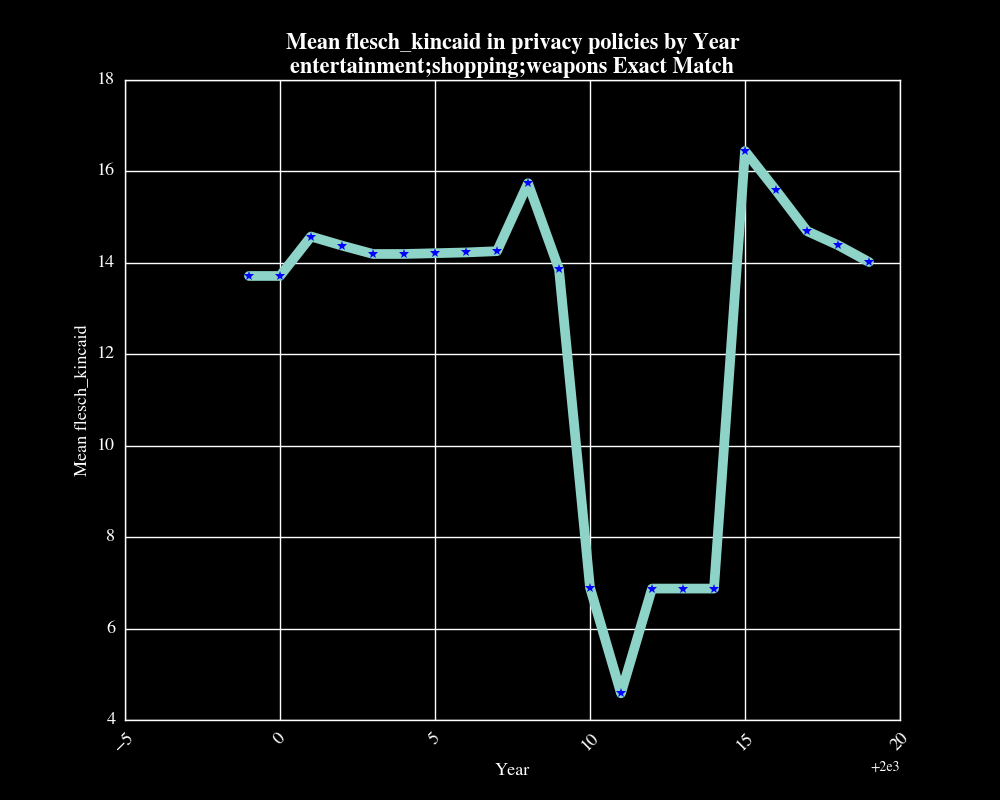 Mean flesch_kincaid in privacy policies by Year
entertainment;shopping;weapons Exact Match
18
16
14
12
10
8
6
4
Mean flesch_kincaid
−5
0
5
10
15
20
Year
+2e3